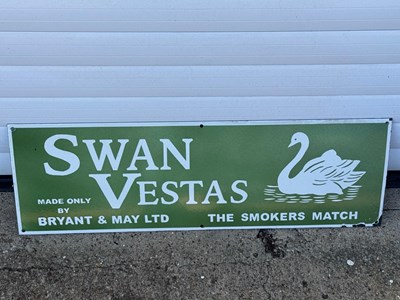 SWAN
VESTAS
MADE ONLY
BY
BRYANT & MAY LTD
THE SMOKERS MATCH